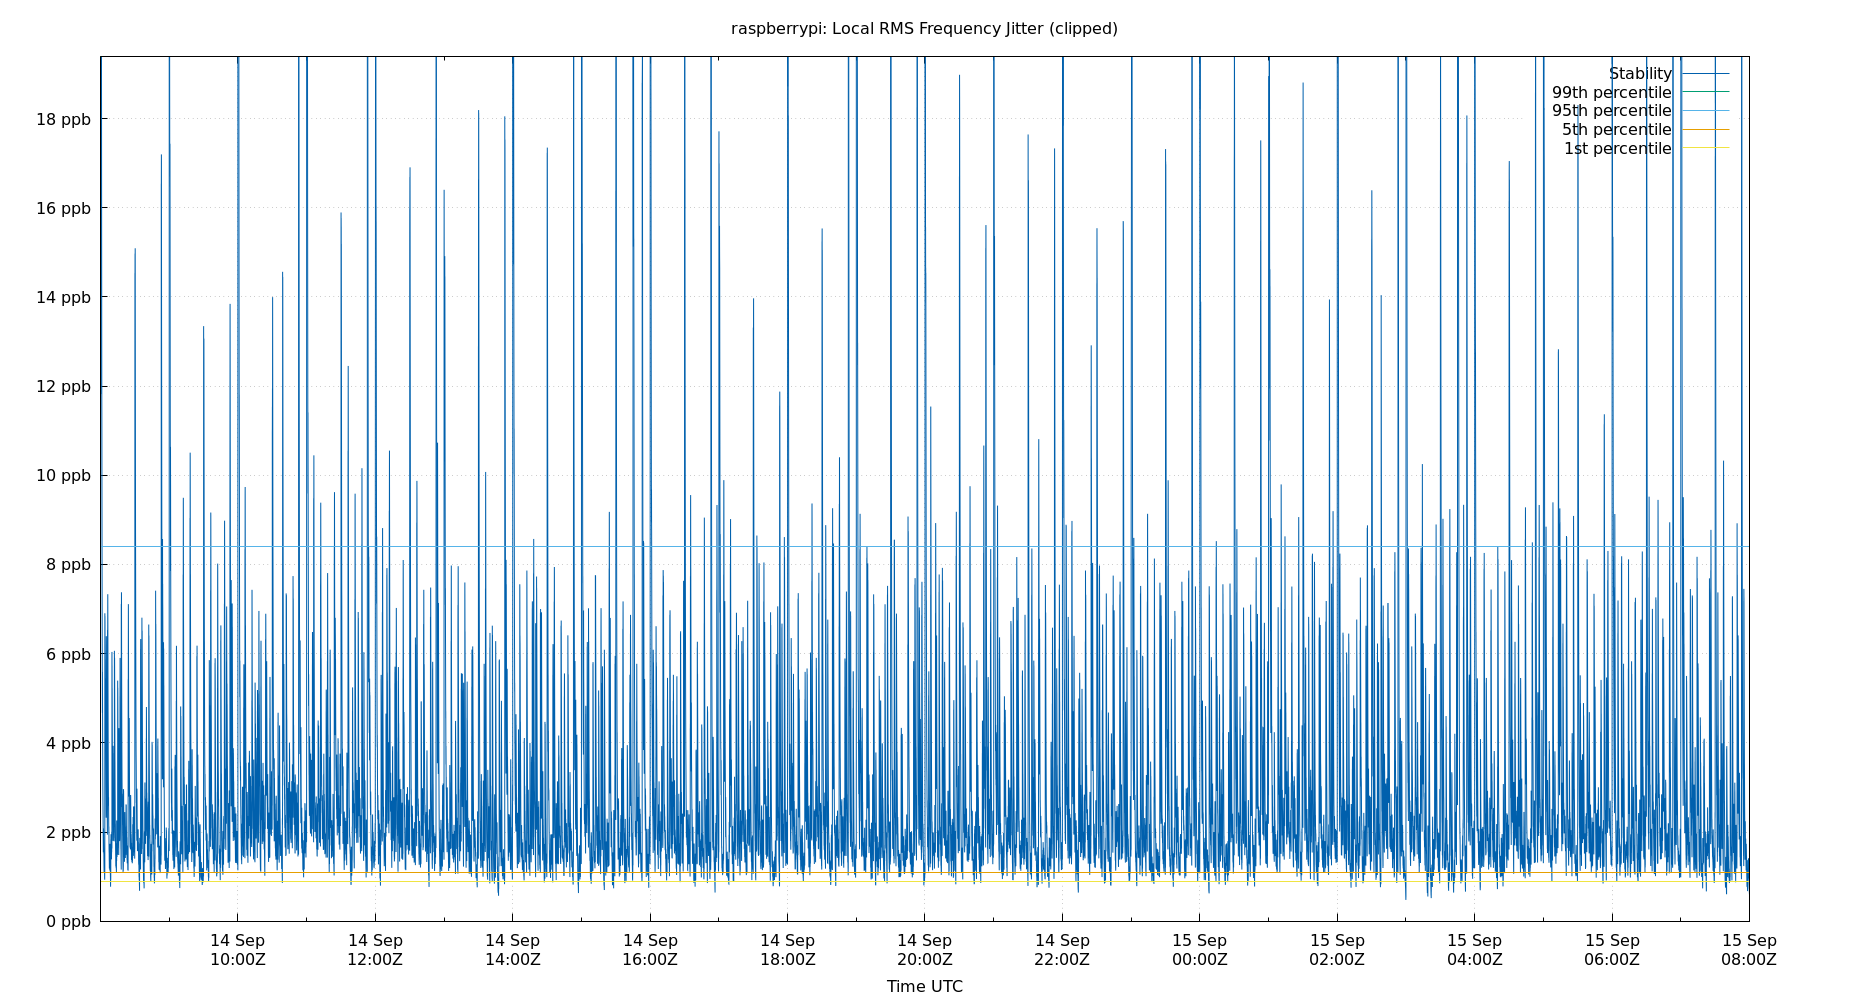 raspberrypi: Local RMS Frequency Jitter (clipped)
Stability
99th percentile
95th percentile
5th percentile
1st percentile
18 ppb
16 ppb
14 ppb
12 ppb
10 ppb
8 ppb
6 ppb
4 ppb
2 ppb
0 ppb
14 Sep 14 Sep 14 Sep 14 Sep 14 Sep 14 Sep 14 Sep 15 Sep 15 Sep 15 Sep 15 Sep 15 Sep
10:00Z 12:00Z 14:00Z 16:00Z 18:00Z 20:00Z 22:00Z 00:00Z 02:00Z 04:00Z 06:00Z 08:00Z
Time UTC